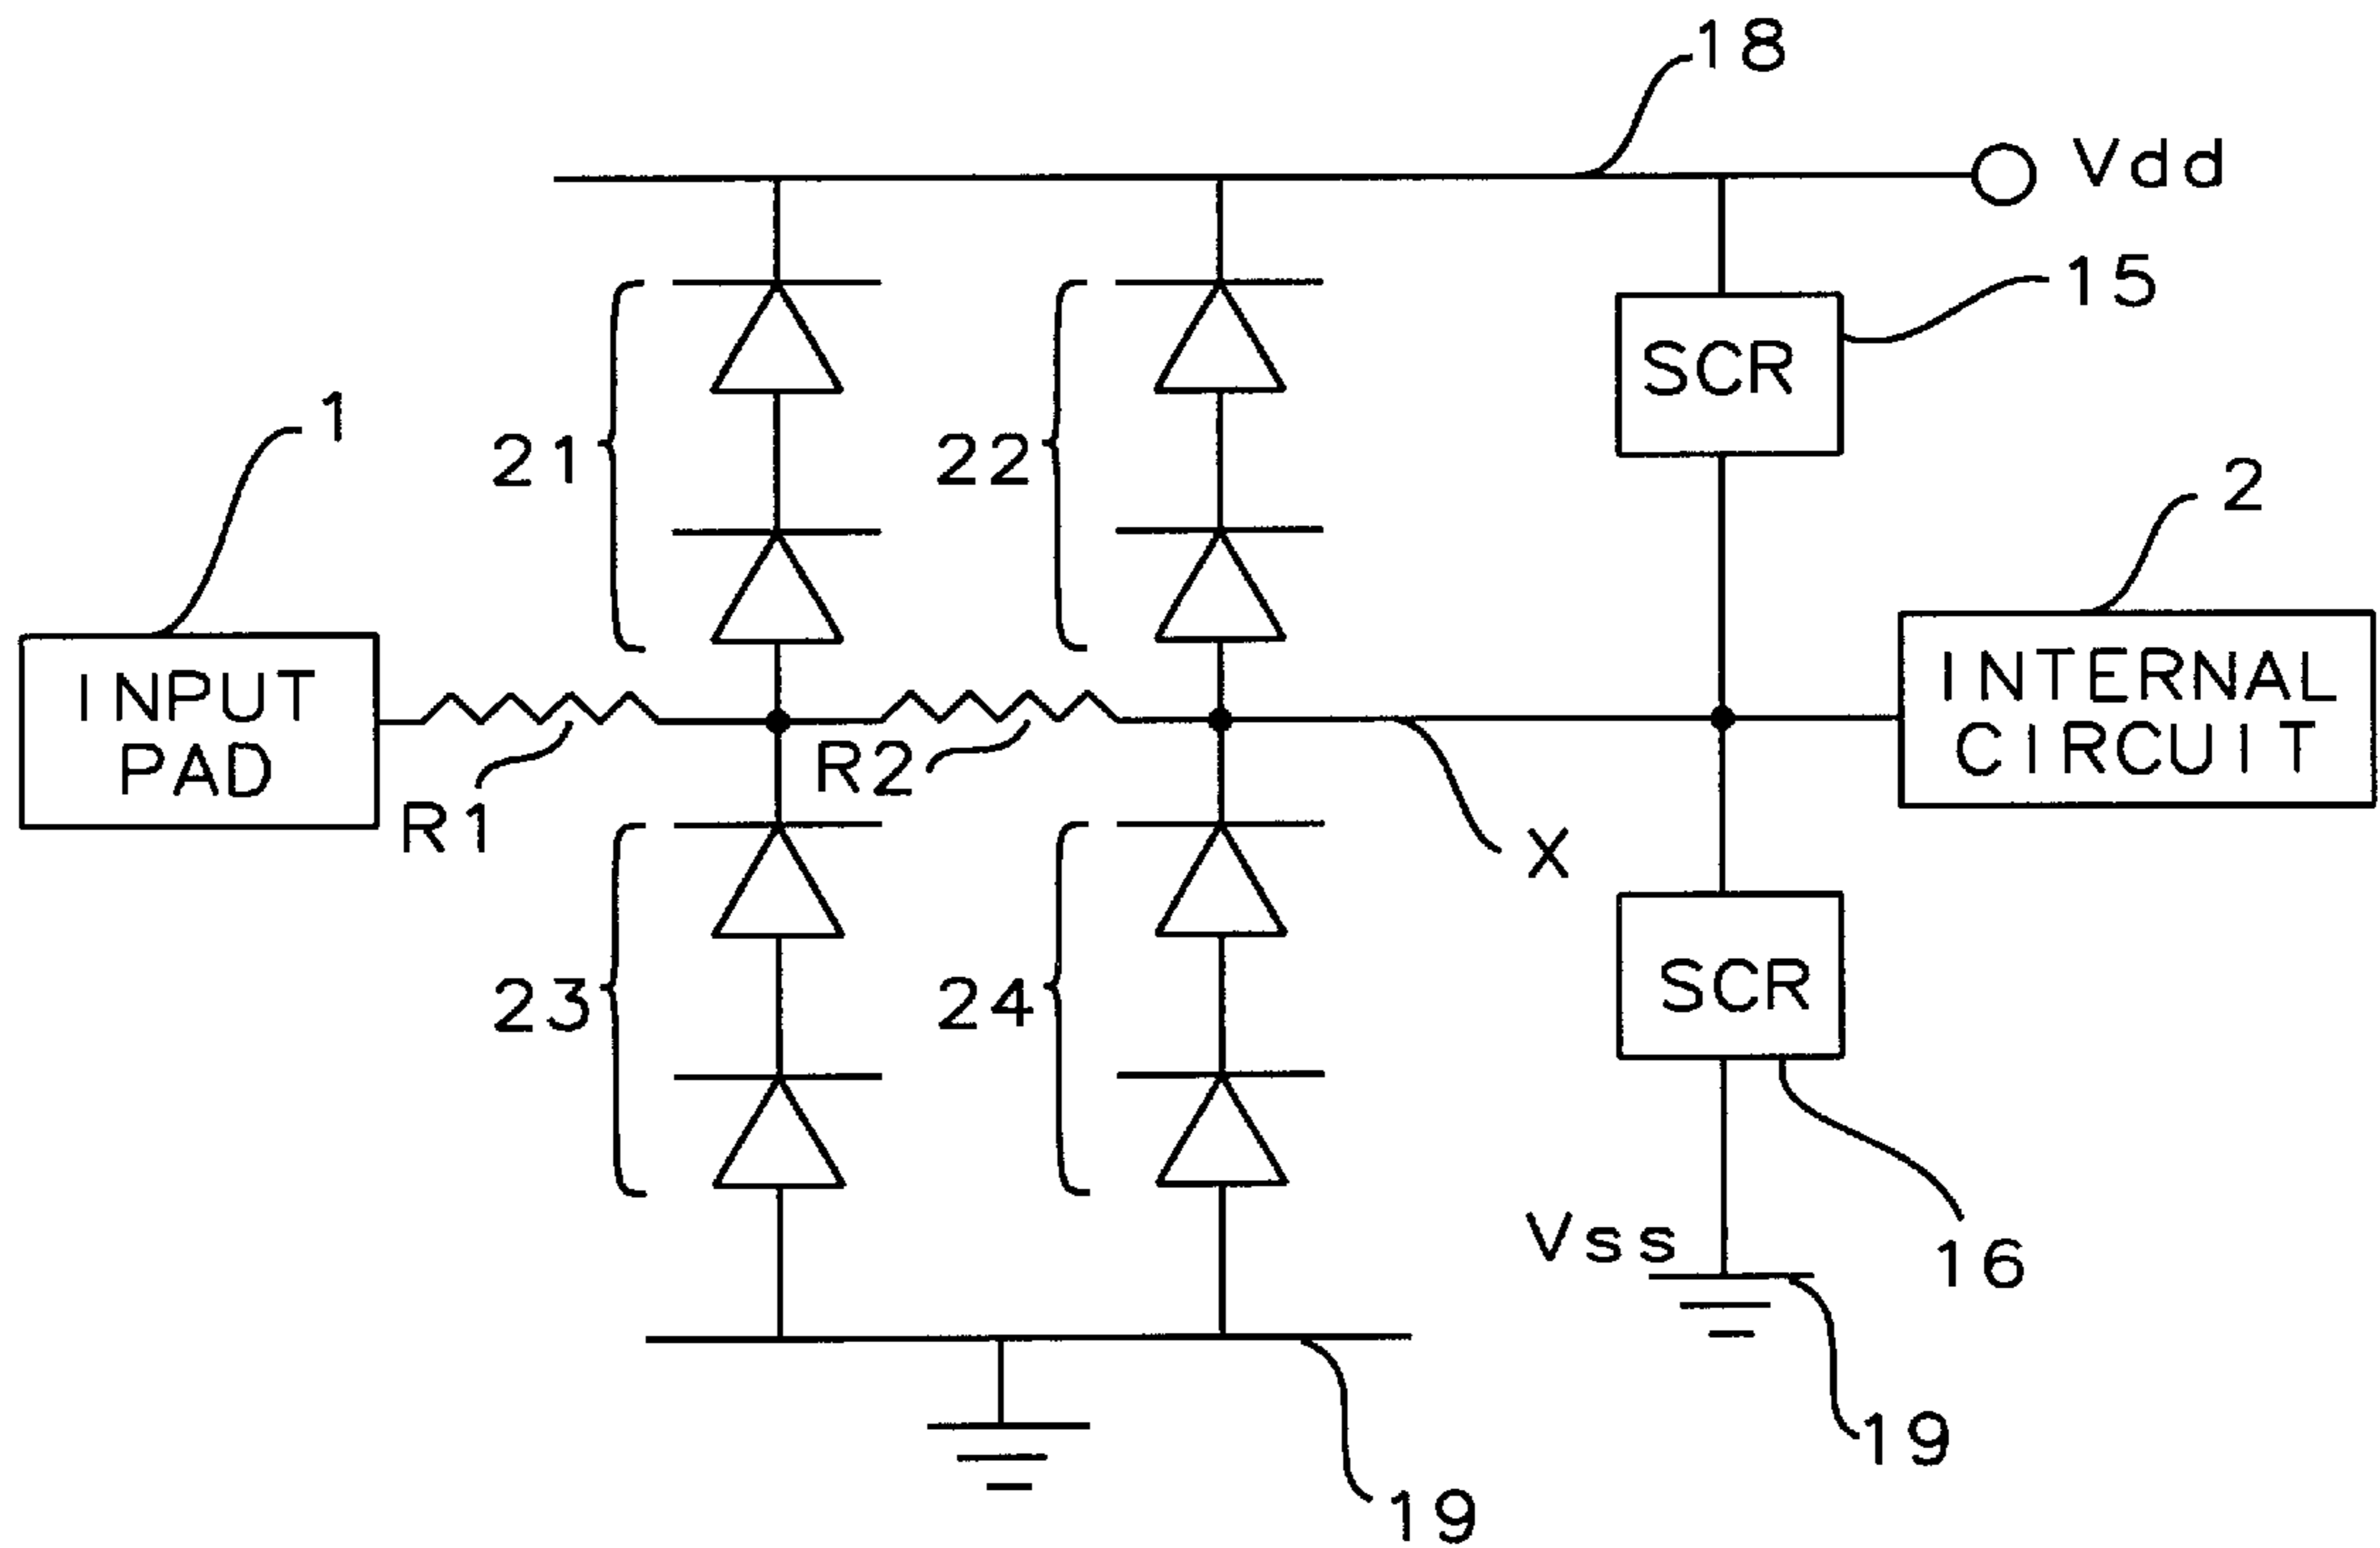 18
Vdd
15
SCR
1
21
22
2
INPUT
PAD
INTERNAL
CIRCUIT
R1
R2
X
23
24
SCR
Vss
16
19
19